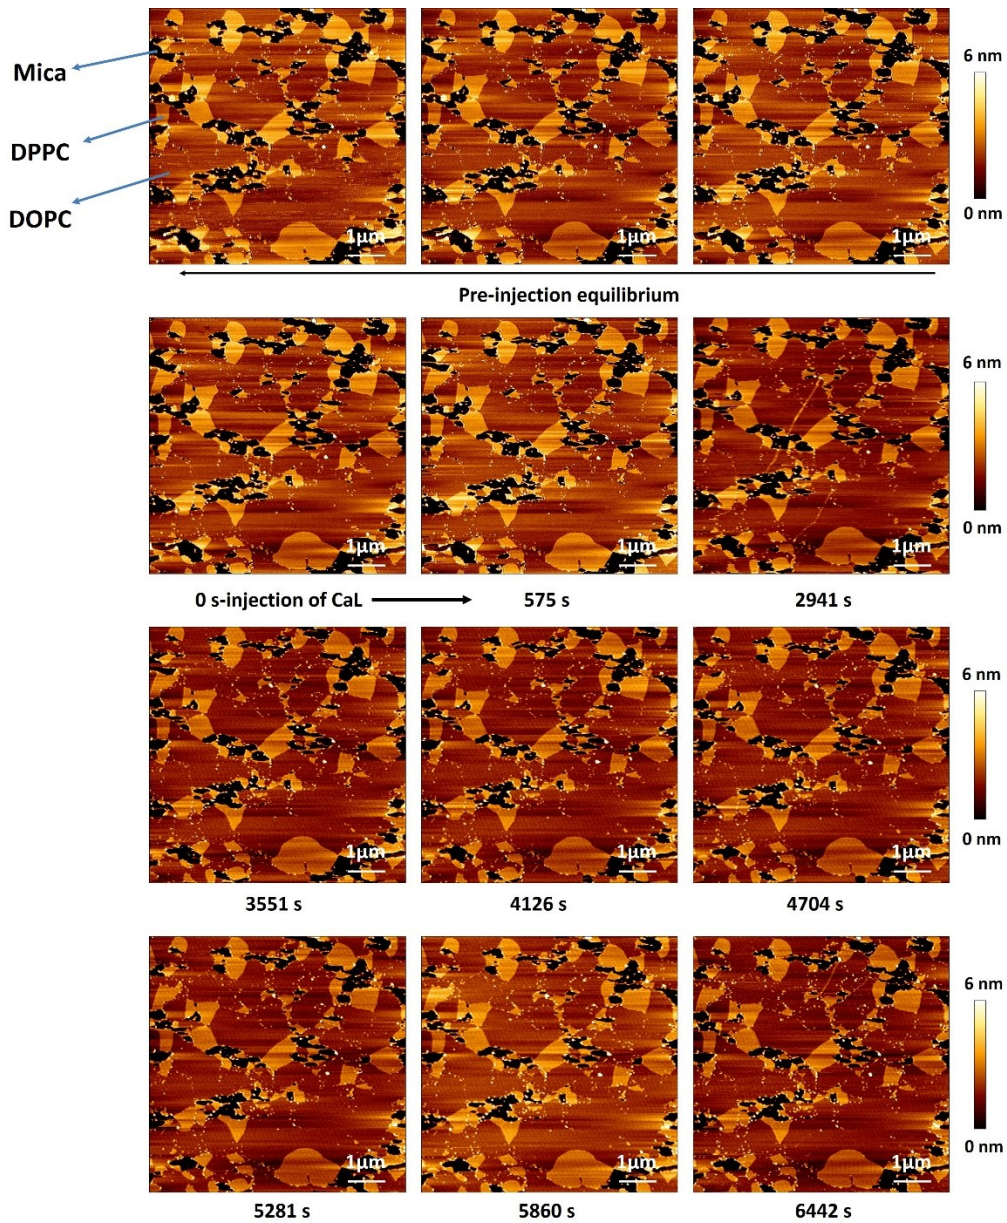 Mica
DPPC
DOPC
1µm
1µm
1µm
6 nm
0 nm
Pre-injection equilibrium
1µm
1µm
1µm
6 nm
0 nm
0 s-injection of CaL
575 s
2941 s
1µm
1µm
1µm
6 nm
0 nm
3551 s
4126 s
4704 s
1µm
1µm
1µm
6 nm
0 nm
5281 s
5860 s
6442 s